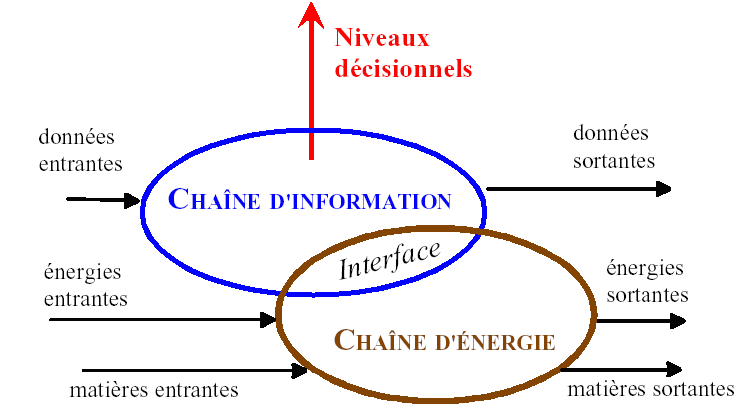 Niveaux
décisionnels
données
entrantes
données
sortantes
CHAÎNE D'INFORMATION
Interface
énergies
entrantes
énergies
sortantes
CHAÎNE D'ÉNERGIE
matières entrantes
matières sortantes